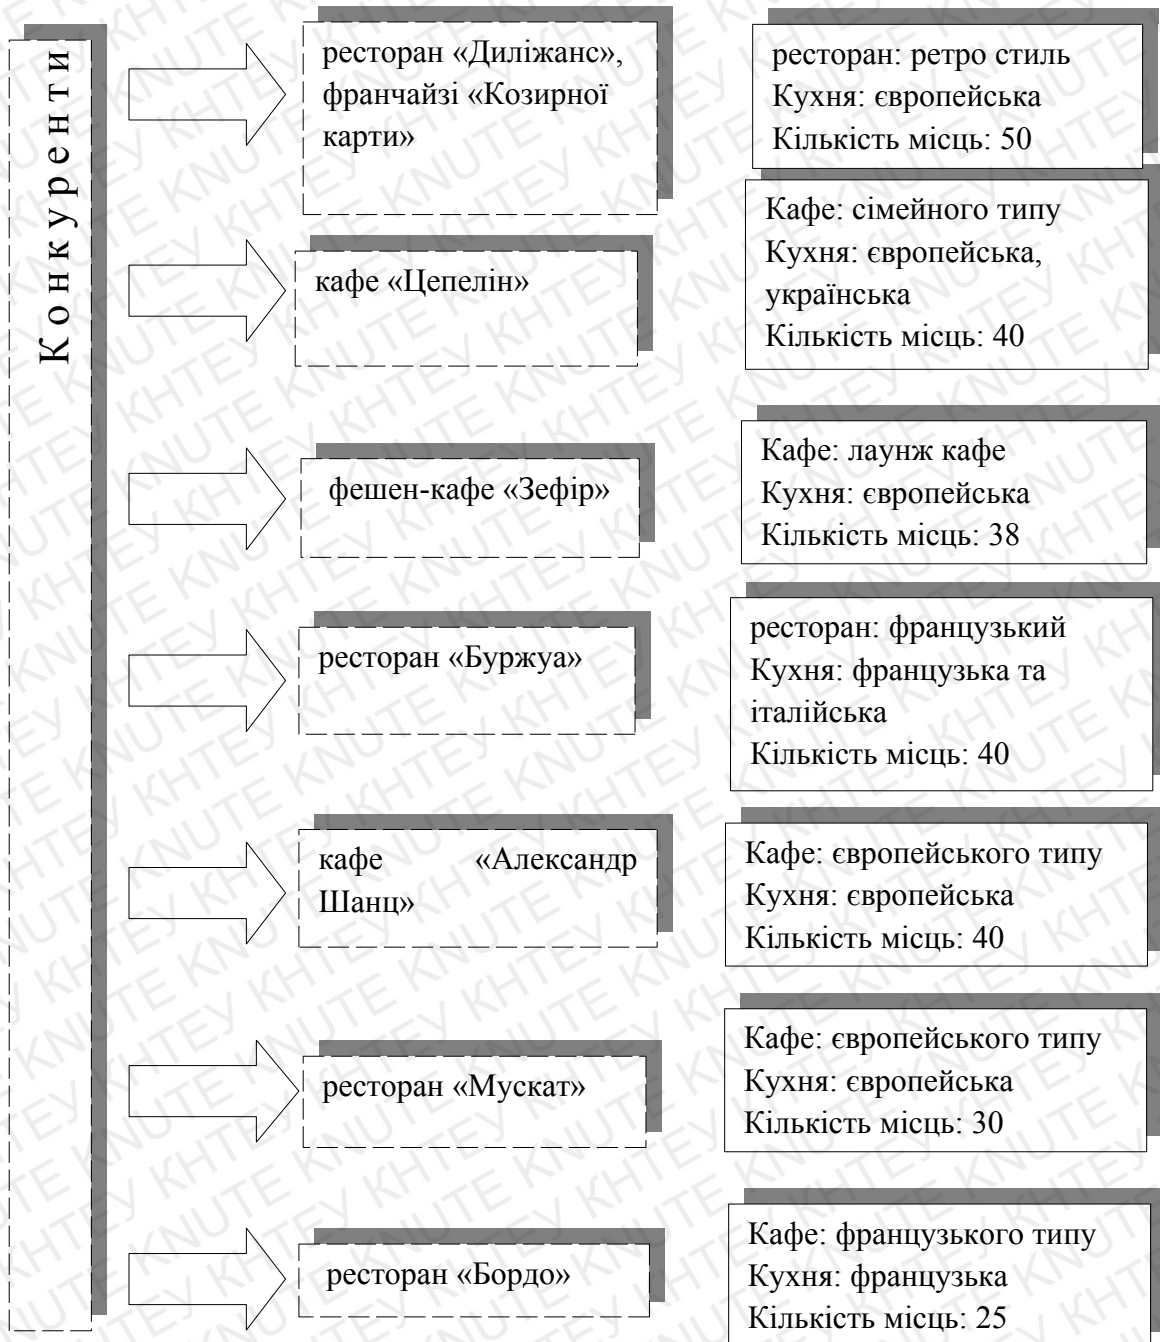 Конкуренти
ресторан «Диліжанс»,
франчайзі «Козирної
карти»
ресторан: ретро стиль
Кухня: європейська
Кількість місць: 50
кафе «Цепелін»
Кафе: сімейного типу
Кухня: європейська,
українська
Кількість місць: 40
фешен-кафе «Зефір»
Кафе: лаунж кафе
Кухня: європейська
Кількість місць: 38
ресторан «Буржуа»
ресторан: французький
Кухня: французька та
італійська
Кількість місць: 40
кафе «Александр
Шанц»
Кафе: європейського типу
Кухня: європейська
Кількість місць: 40
ресторан «Мускат»
Кафе: європейського типу
Кухня: європейська
Кількість місць: 30
ресторан «Бордо»
Кафе: французького типу
Кухня: французька
Кількість місць: 25